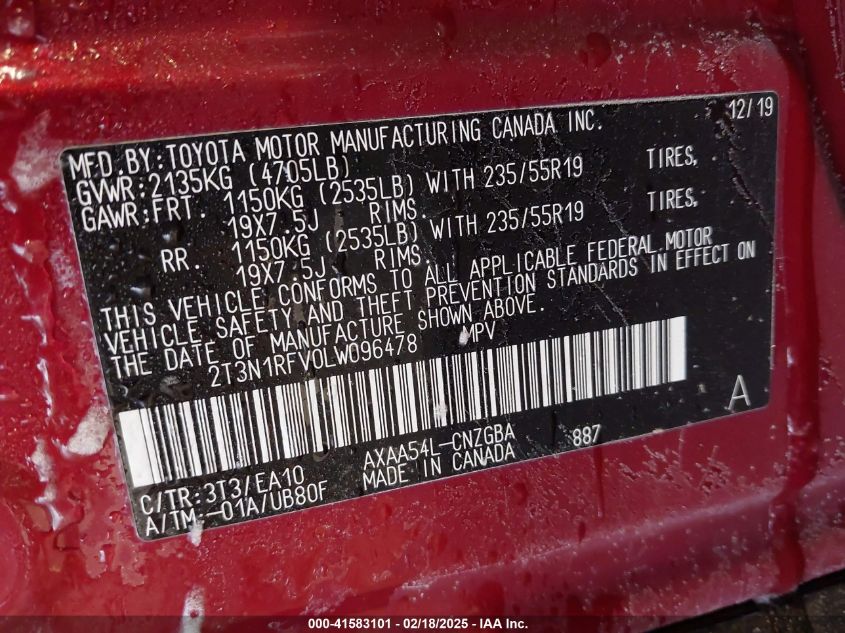 12/19
MFD.BY:TOYOTA MOTOR MANUFACTURING CANADA INC.
GVWR:2135KG (4705LB)
GAWR:FRT. 1150KG (2535LB) WITH 235/55R19 TIRES,
19X7.5J RIMS.
RR. 1150KG (2535LB) WITH 235/55R19 TIRES,
19X7.5J RIMS.
THIS VEHICLE CONFORMS TO ALL APPLICABLE FEDERAL MOTOR
VEHICLE SAFETY AND THEFT PREVENTION STANDARDS IN EFFECT ON
THE DATE OF MANUFACTURE SHOWN ABOVE.
2T3N1RFV0LW096478 MPV
A
C/TR:3T3/EA10 AXAA54L-CNZGBA 887
A/TM:-01A/UB80F MADE IN CANADA
000-41583101 - 02/18/2025 - IAA Inc.